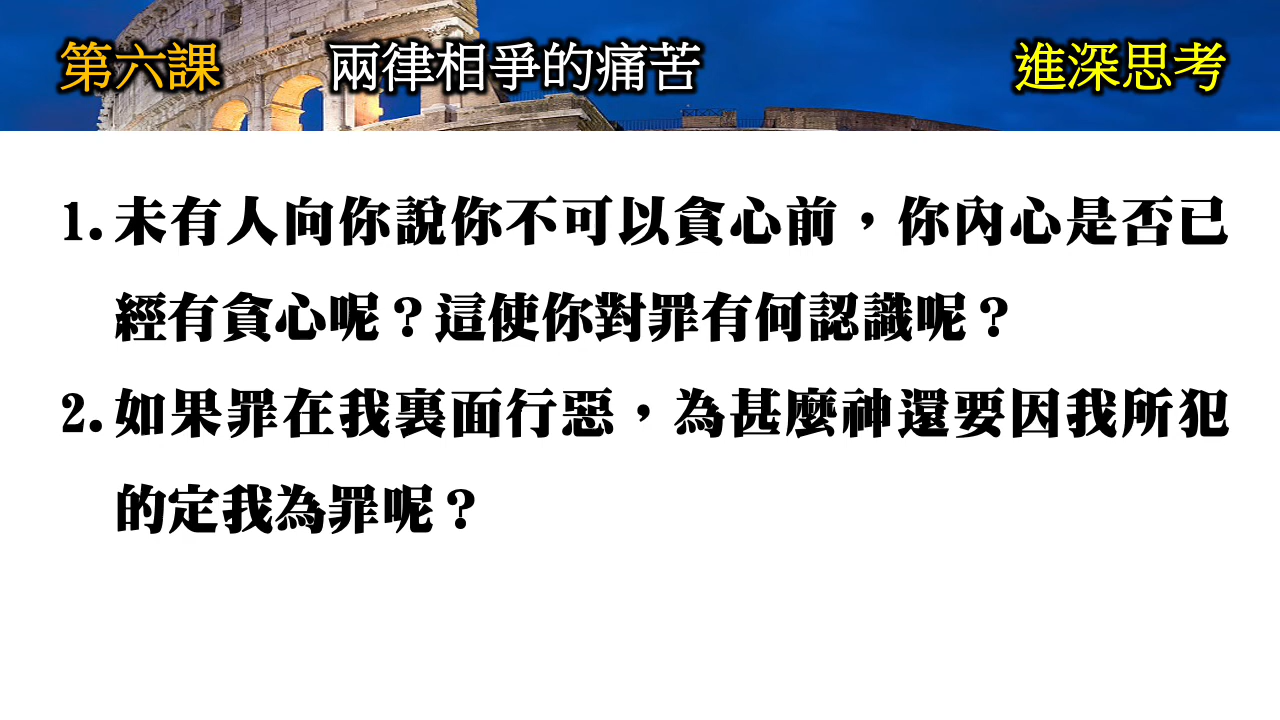 第六課 兩律相爭的痛苦 進深思考
1. 未有人向你說你不可以貪心前，你內心是否已
經有貪心呢？這使你對罪有何認識呢？
2. 如果罪在我裏面行惡，為甚麼神還要因我所犯
的定我為罪呢？